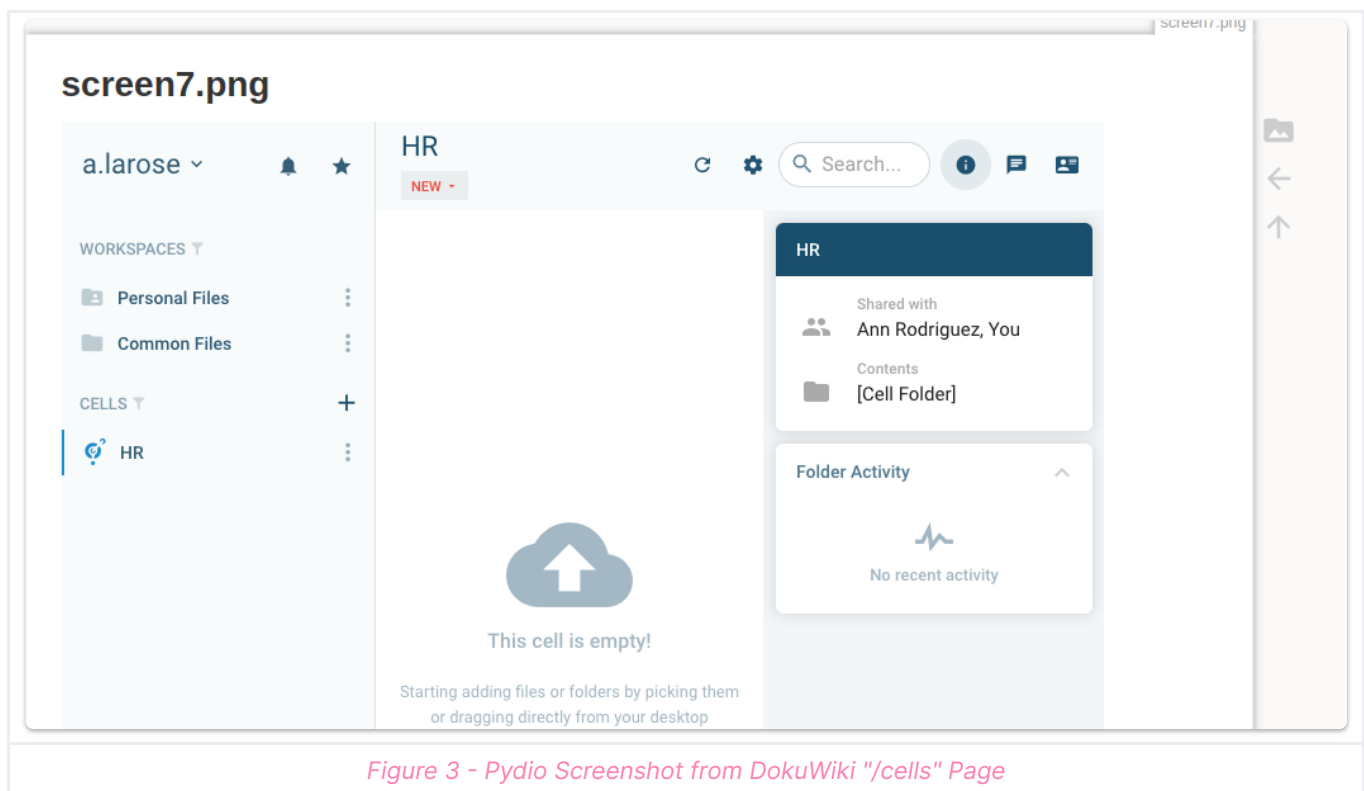 screen7.png
screen7.png
a.larose
HR
NEW
Search...
WORKSPACES
Personal Files
Common Files
CELLS
HR
HR
Shared with
Ann Rodriguez, You
Contents
[Cell Folder]
Folder Activity
No recent activity
This cell is empty!
Starting adding files or folders by picking them
or dragging directly from your desktop
Figure 3 - Pydio Screenshot from DokuWiki "/cells" Page